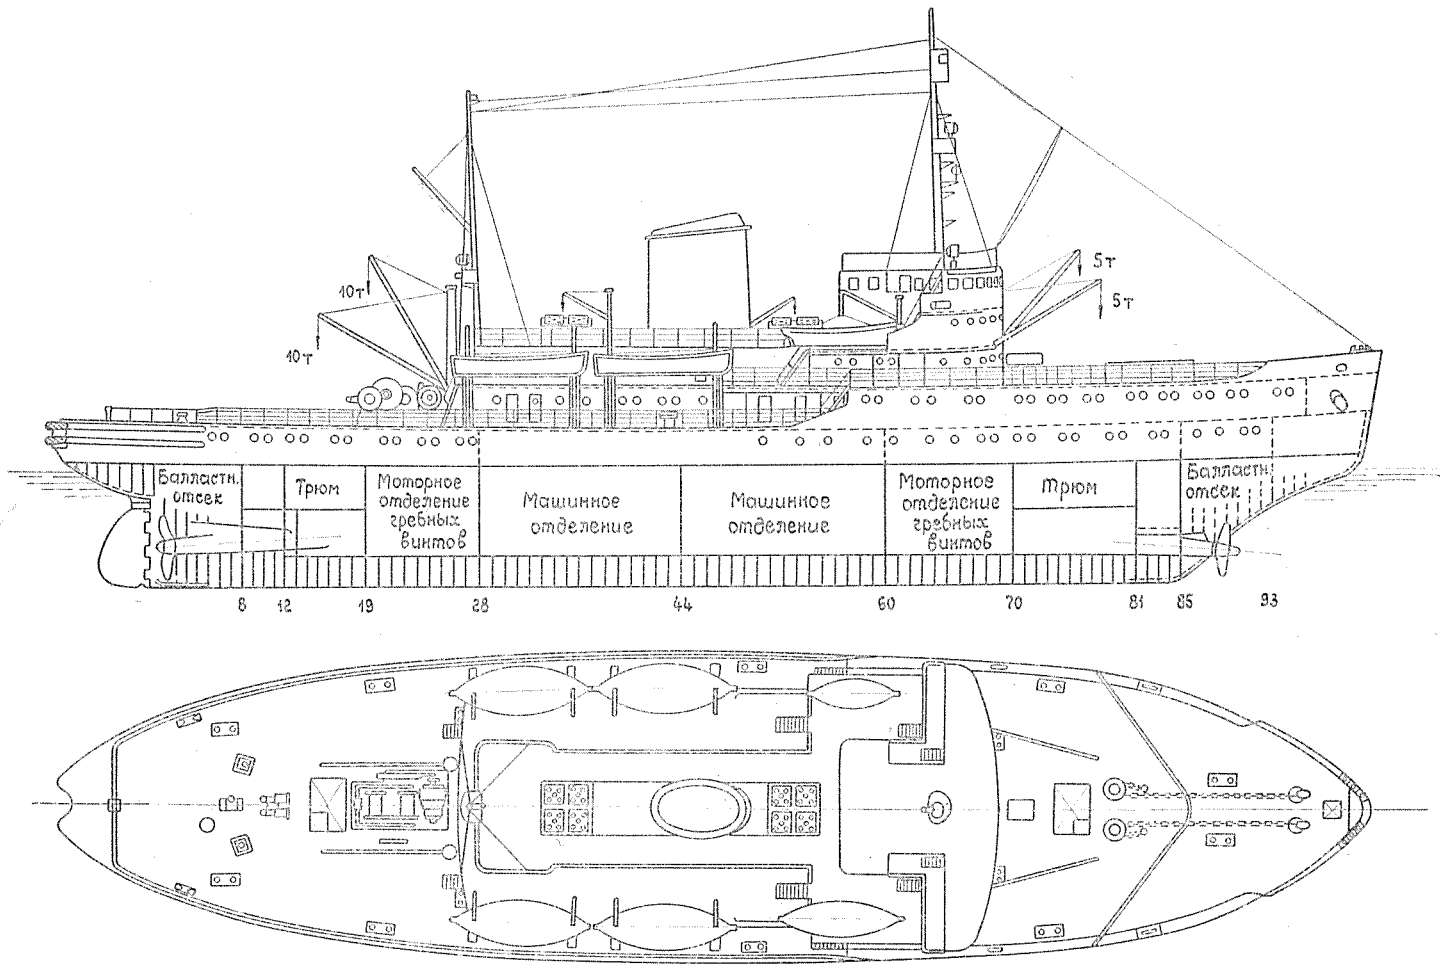 5т
10т
5т
10т
Балластн.
отсек
Трюм
Моторное
отделение
гребных
винтов
Машинное
отделение
Машинное
отделение
Моторное
отделение
гребных
винтов
Трюм
Балластн.
отсек
8 12 19 28 44 60 70 81 85 93